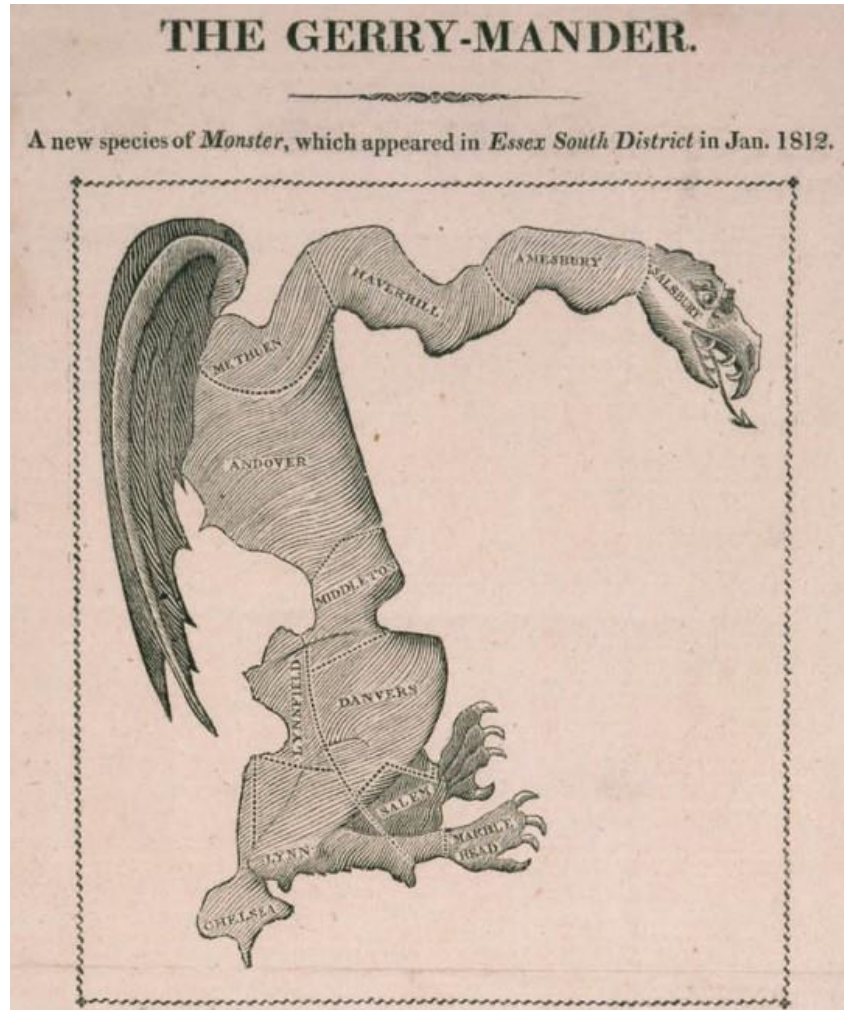 THE GERRY-MANDER.
A new species of Monster, which appeared in Essex South District in Jan. 1812.
AMESBURY
SALSBURY
HAVERHILL
METHUEN
ANDOVER
MIDDLETON
LYNNFIELD
DANVERS
SALEM
MARBLE
HEAD
LYNN
CHELSEA